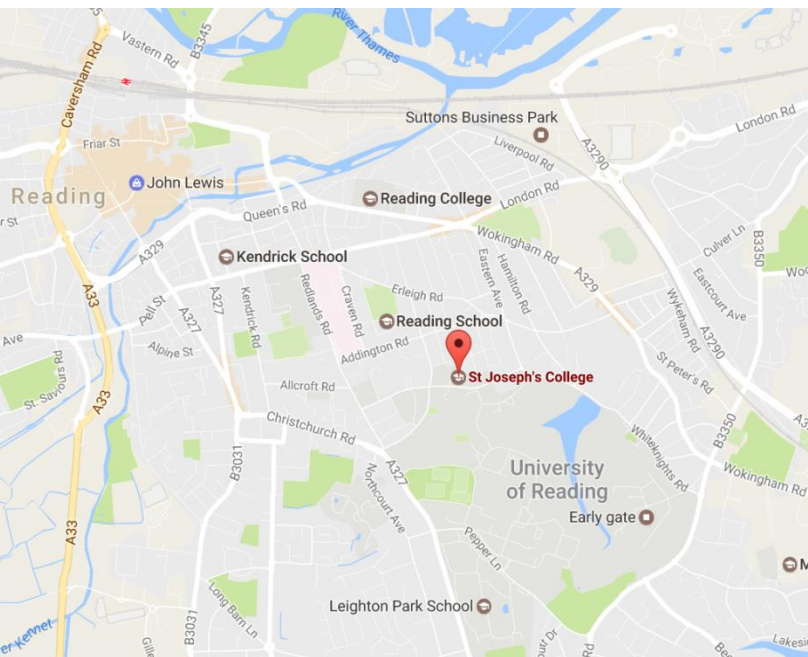 River Thames
B3345
Vastern Rd
Caversham Rd
Suttons Business Park
London Rd
A3290
Friar St
Liverpool Rd
John Lewis
Reading
Reading College
London Rd
Queen's Rd
Wokingham Rd
Culver Ln
B3350
A329
Kendrick School
Eastern Ave
Hamilton Rd
A329
Eastcourt Ave
A33
Pell St
A327
A327
Kendrick Rd
Redlands Rd
Craven Rd
Erleigh Rd
Wykeham Rd
Reading School
A3290
Ave
Alpine St
Addington Rd
St Peter's Rd
St Joseph's College
Allcroft Rd
A33
Christchurch Rd
B3350
Whiteknights Rd
B3031
A327
Northcourt Ave
University
of Reading
Wokingham Rd
Early gate
A33
Pepper Ln
Leighton Park School
Long Barn Ln
B3031
Rd